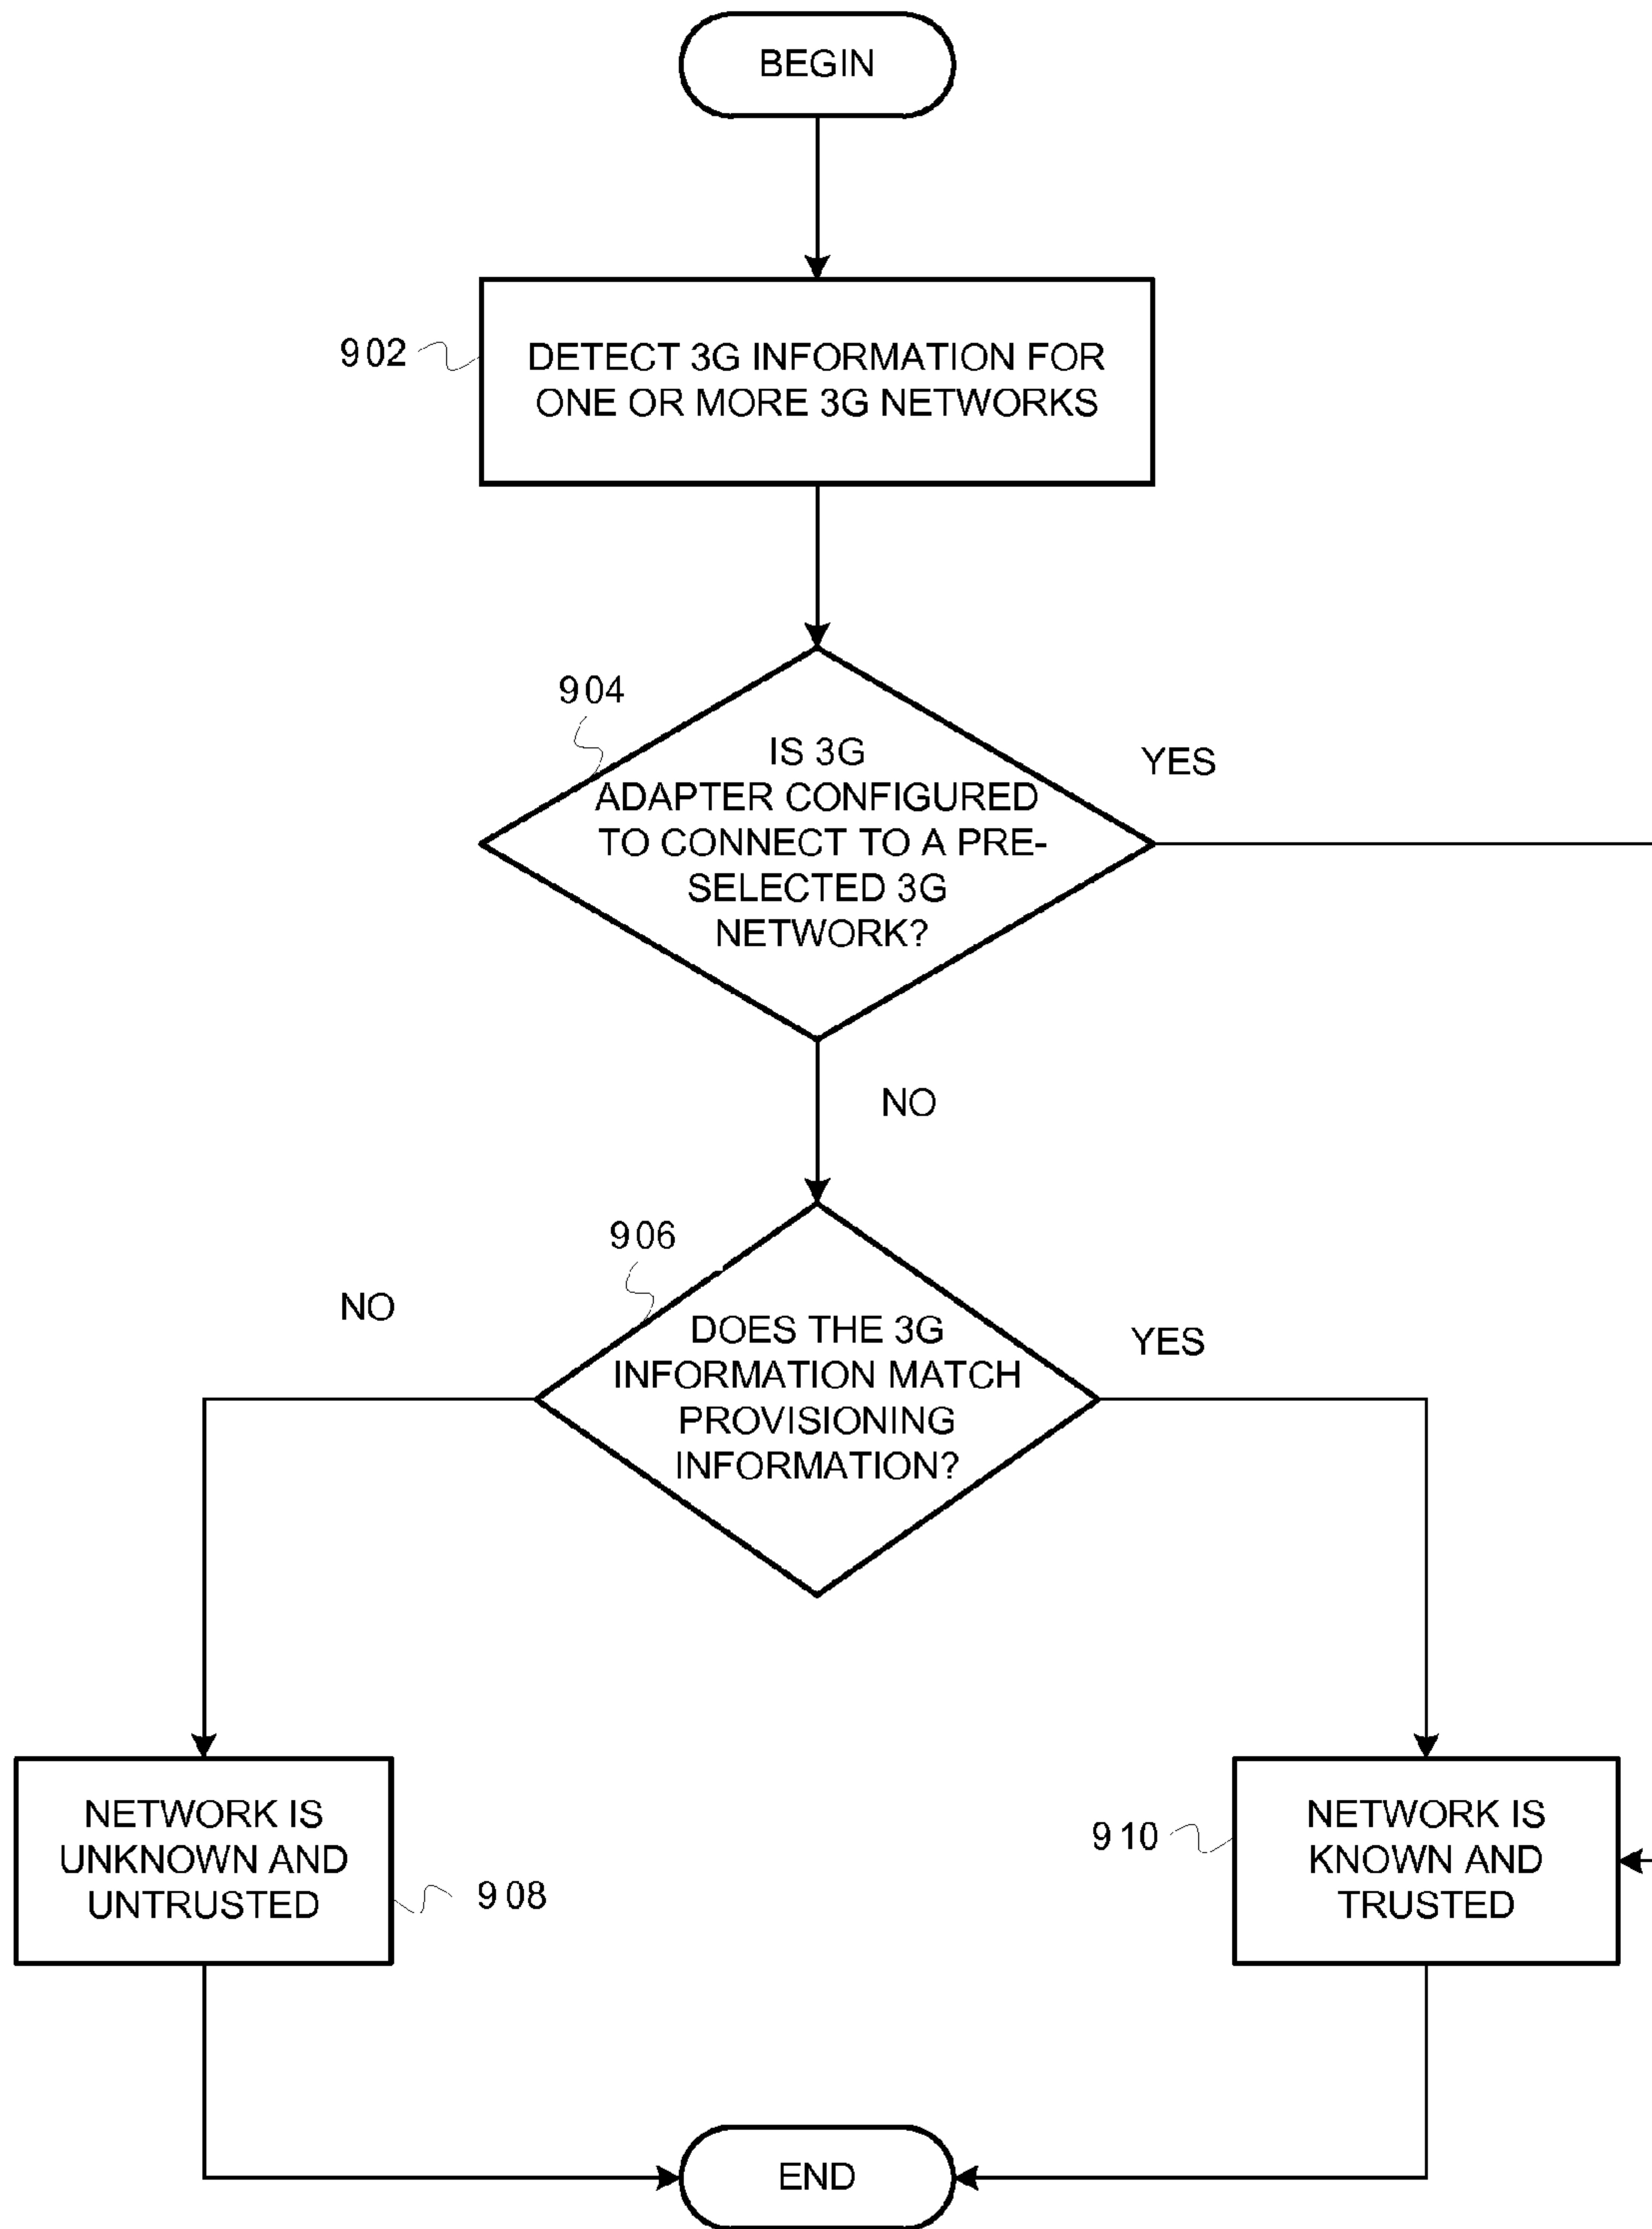 BEGIN
902
DETECT 3G INFORMATION FOR
ONE OR MORE 3G NETWORKS
904
IS 3G
ADAPTER CONFIGURED
TO CONNECT TO A PRE-
SELECTED 3G
NETWORK?
YES
NO
906
DOES THE 3G
INFORMATION MATCH
PROVISIONING
INFORMATION?
NO
YES
NETWORK IS
UNKNOWN AND
UNTRUSTED
908
910
NETWORK IS
KNOWN AND
TRUSTED
END